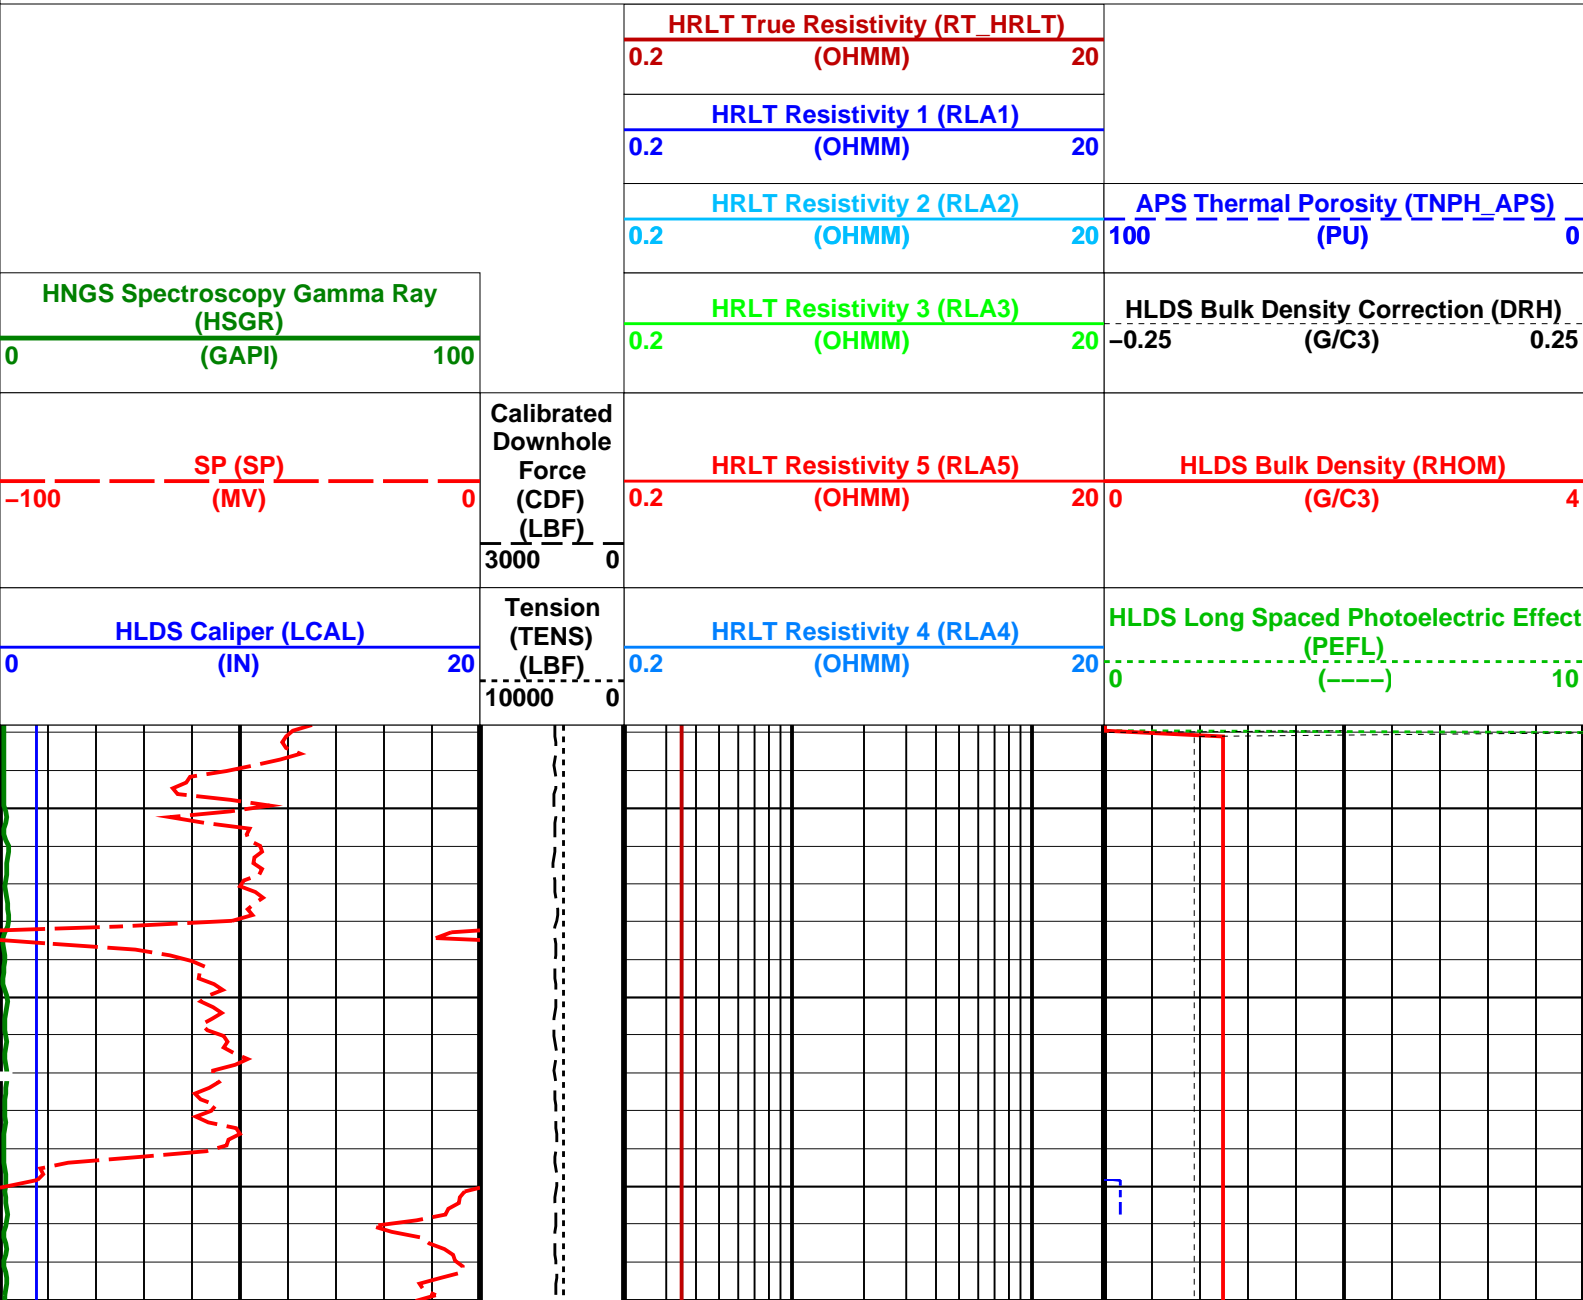 HRLT True Resistivity (RT_HRLT)
0.2 (OHMM) 20
HRLT Resistivity 1 (RLA1)
0.2 (OHMM) 20
HRLT Resistivity 2 (RLA2)
0.2 (OHMM) 20
APS Thermal Porosity (TNPH_APS)
100 (PU) 0
HNGS Spectroscopy Gamma Ray
(HSGR)
0 (GAPI) 100
HRLT Resistivity 3 (RLA3)
0.2 (OHMM) 20
HLDS Bulk Density Correction (DRH)
−0.25 (G/C3) 0.25
SP (SP)
−100 (MV) 0
Calibrated
Downhole
Force
(CDF)
(LBF)
3000 0
HRLT Resistivity 5 (RLA5)
0.2 (OHMM) 20
HLDS Bulk Density (RHOM)
0 (G/C3) 4
HLDS Caliper (LCAL)
0 (IN) 20
Tension
(TENS)
(LBF)
10000 0
HRLT Resistivity 4 (RLA4)
0.2 (OHMM) 20
HLDS Long Spaced Photoelectric Effect
(PEFL)
0 (−−−−) 10